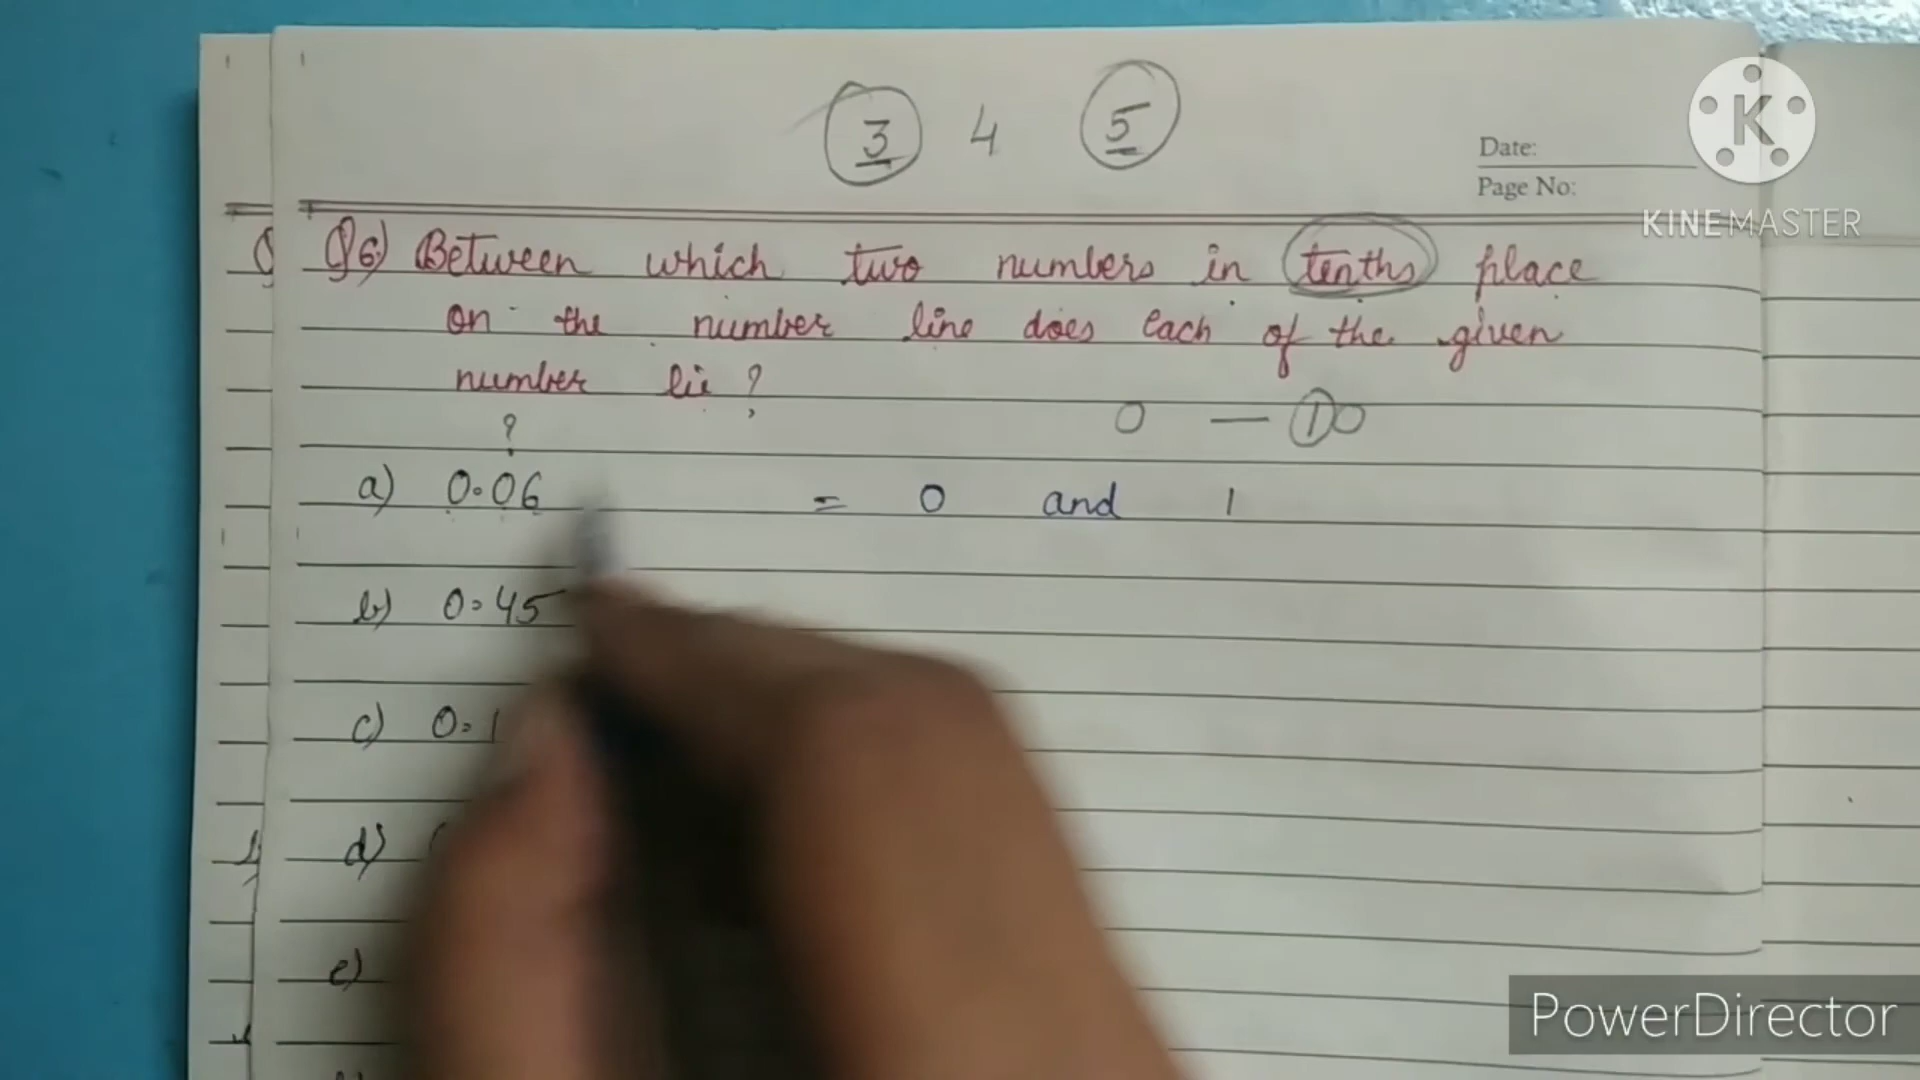 3 4 5
Date:
Page No:
K
KINEMASTER
Q6) Between which two numbers in tenths place
on the number line does each of the given
number lie ?
0 — 10
?
a) 0.06 = 0 and 1
b) 0.45
c) 0.1
d)
e)
PowerDirector